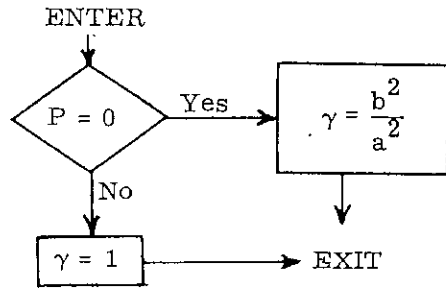 ENTER
P = 0
Yes
γ = b²/a²
No
γ = 1
EXIT